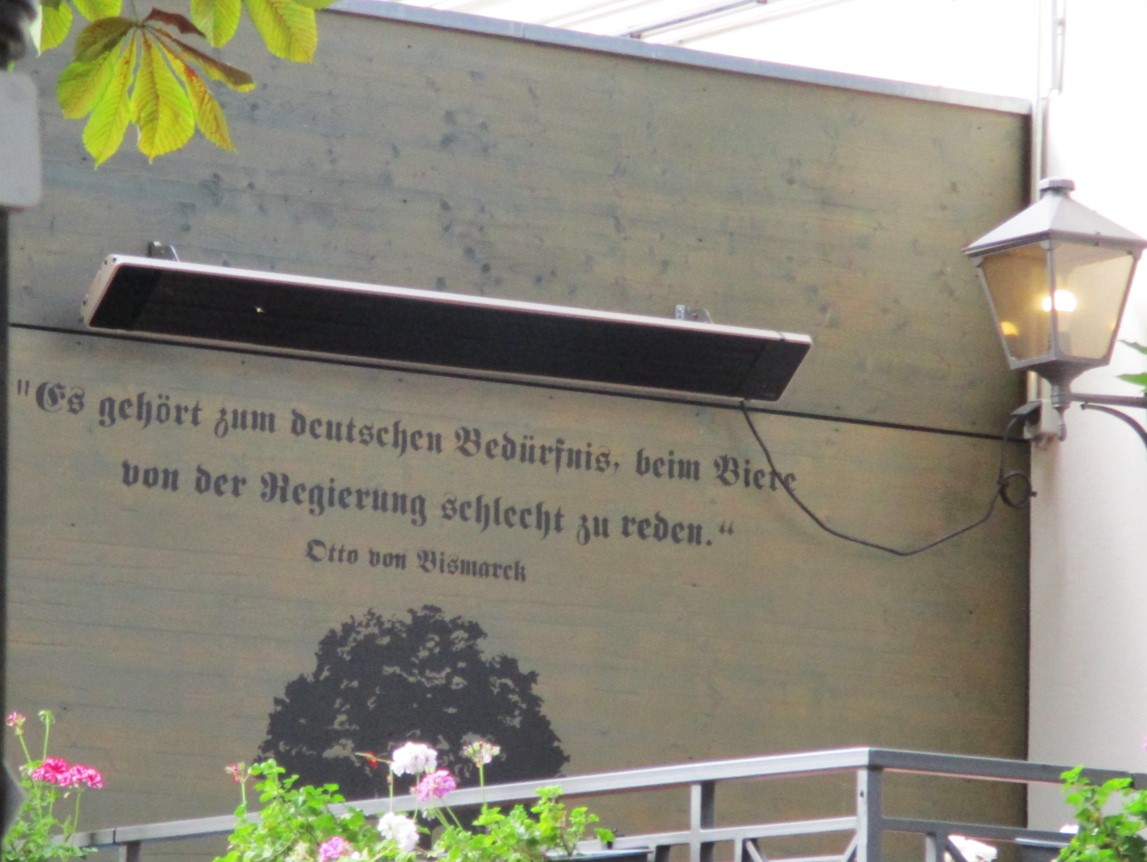 "Es gehört zum deutschen Bedürfnis, beim Biere
von der Regierung schlecht zu reden.“
Otto von Bismarck